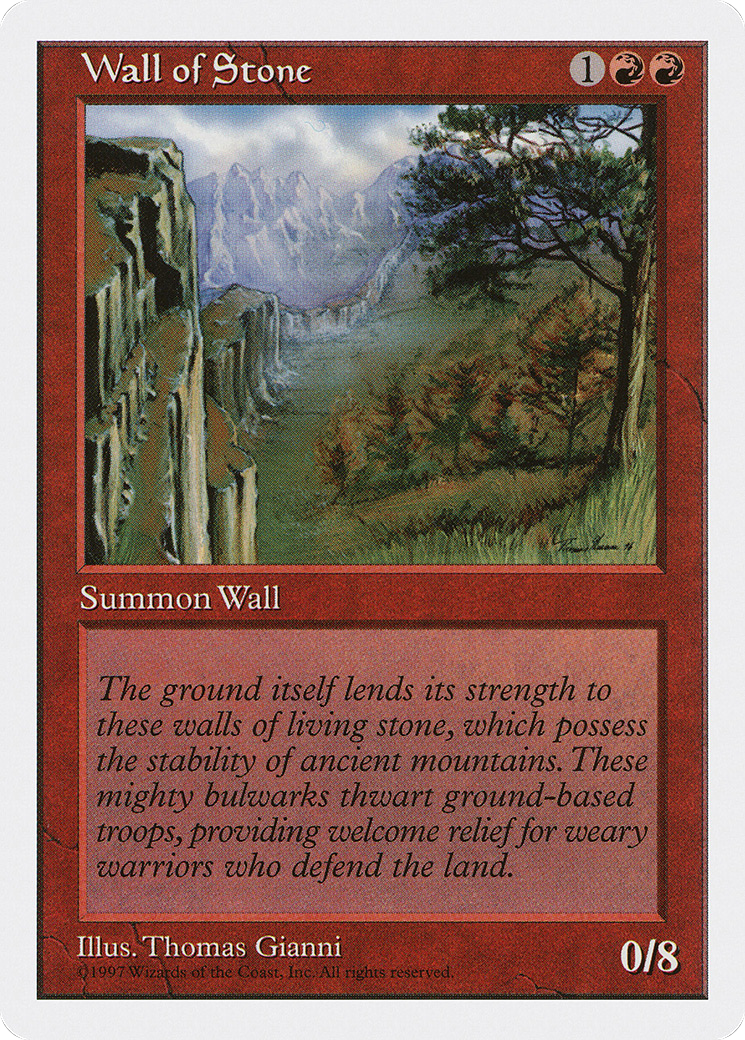 Wall of Stone 1
Summon Wall
The ground itself lends its strength to
these walls of living stone, which possess
the stability of ancient mountains. These
mighty bulwarks thwart ground-based
troops, providing welcome relief for weary
warriors who defend the land.
Illus. Thomas Gianni
0/8
©1997 Wizards of the Coast, Inc. All rights reserved.